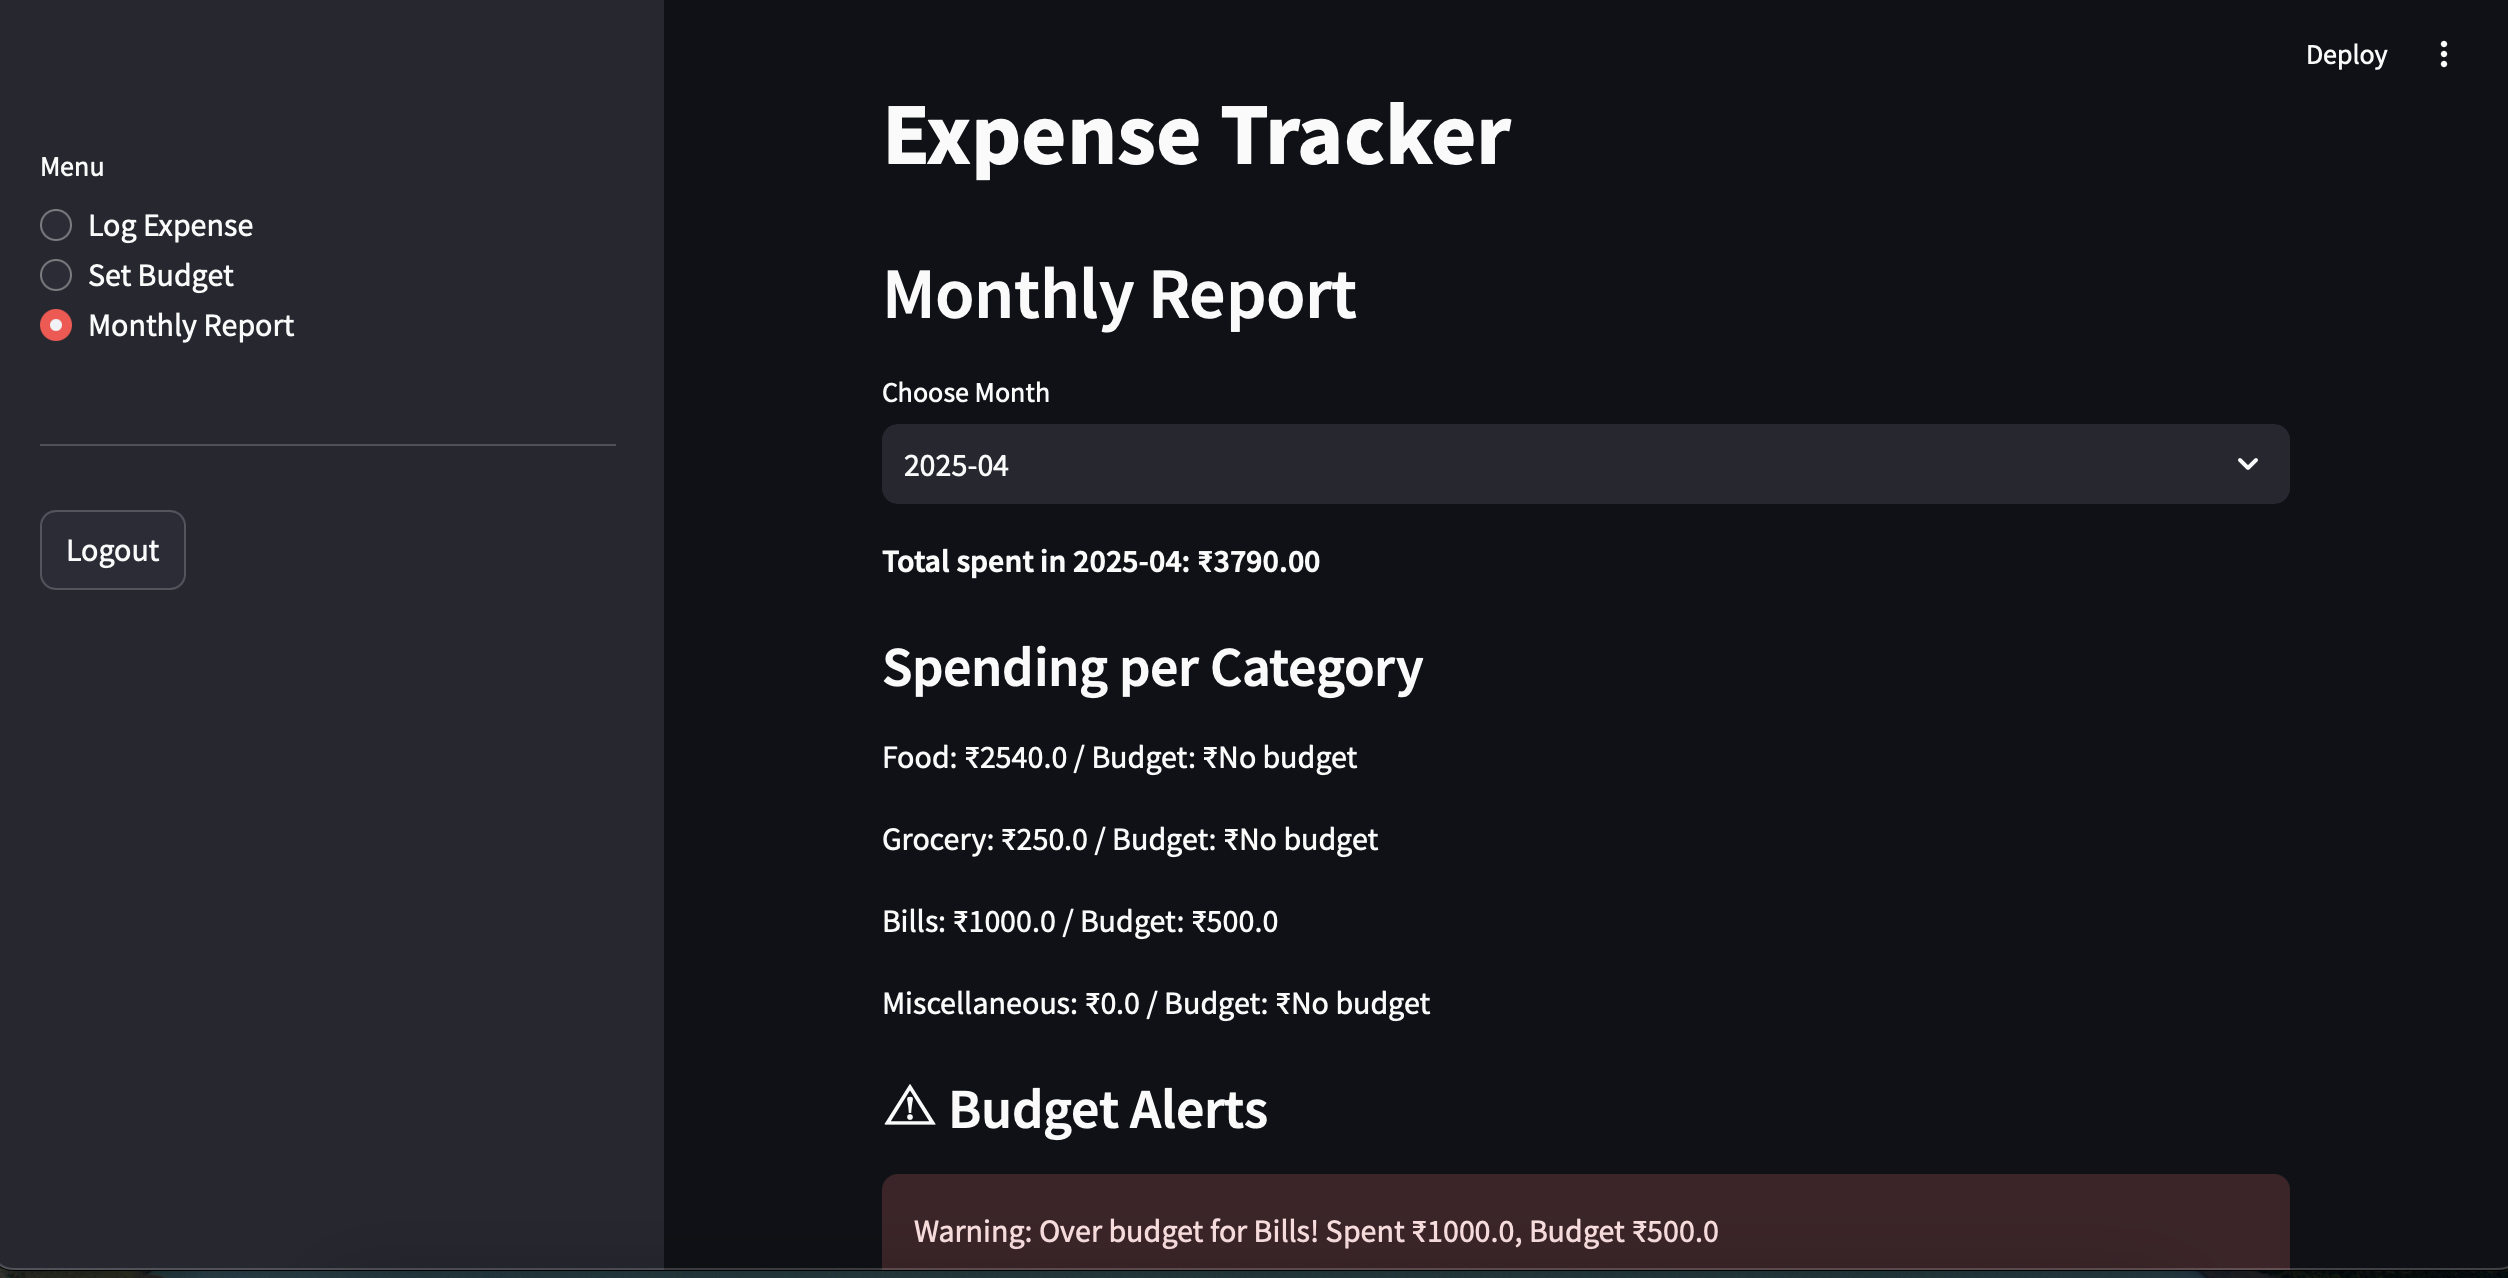 Deploy
Menu
Log Expense
Set Budget
Monthly Report
Logout
Expense Tracker
Monthly Report
Choose Month
2025-04
Total spent in 2025-04: ₹3790.00
Spending per Category
Food: ₹2540.0 / Budget: ₹No budget
Grocery: ₹250.0 / Budget: ₹No budget
Bills: ₹1000.0 / Budget: ₹500.0
Miscellaneous: ₹0.0 / Budget: ₹No budget
⚠ Budget Alerts
Warning: Over budget for Bills! Spent ₹1000.0, Budget ₹500.0